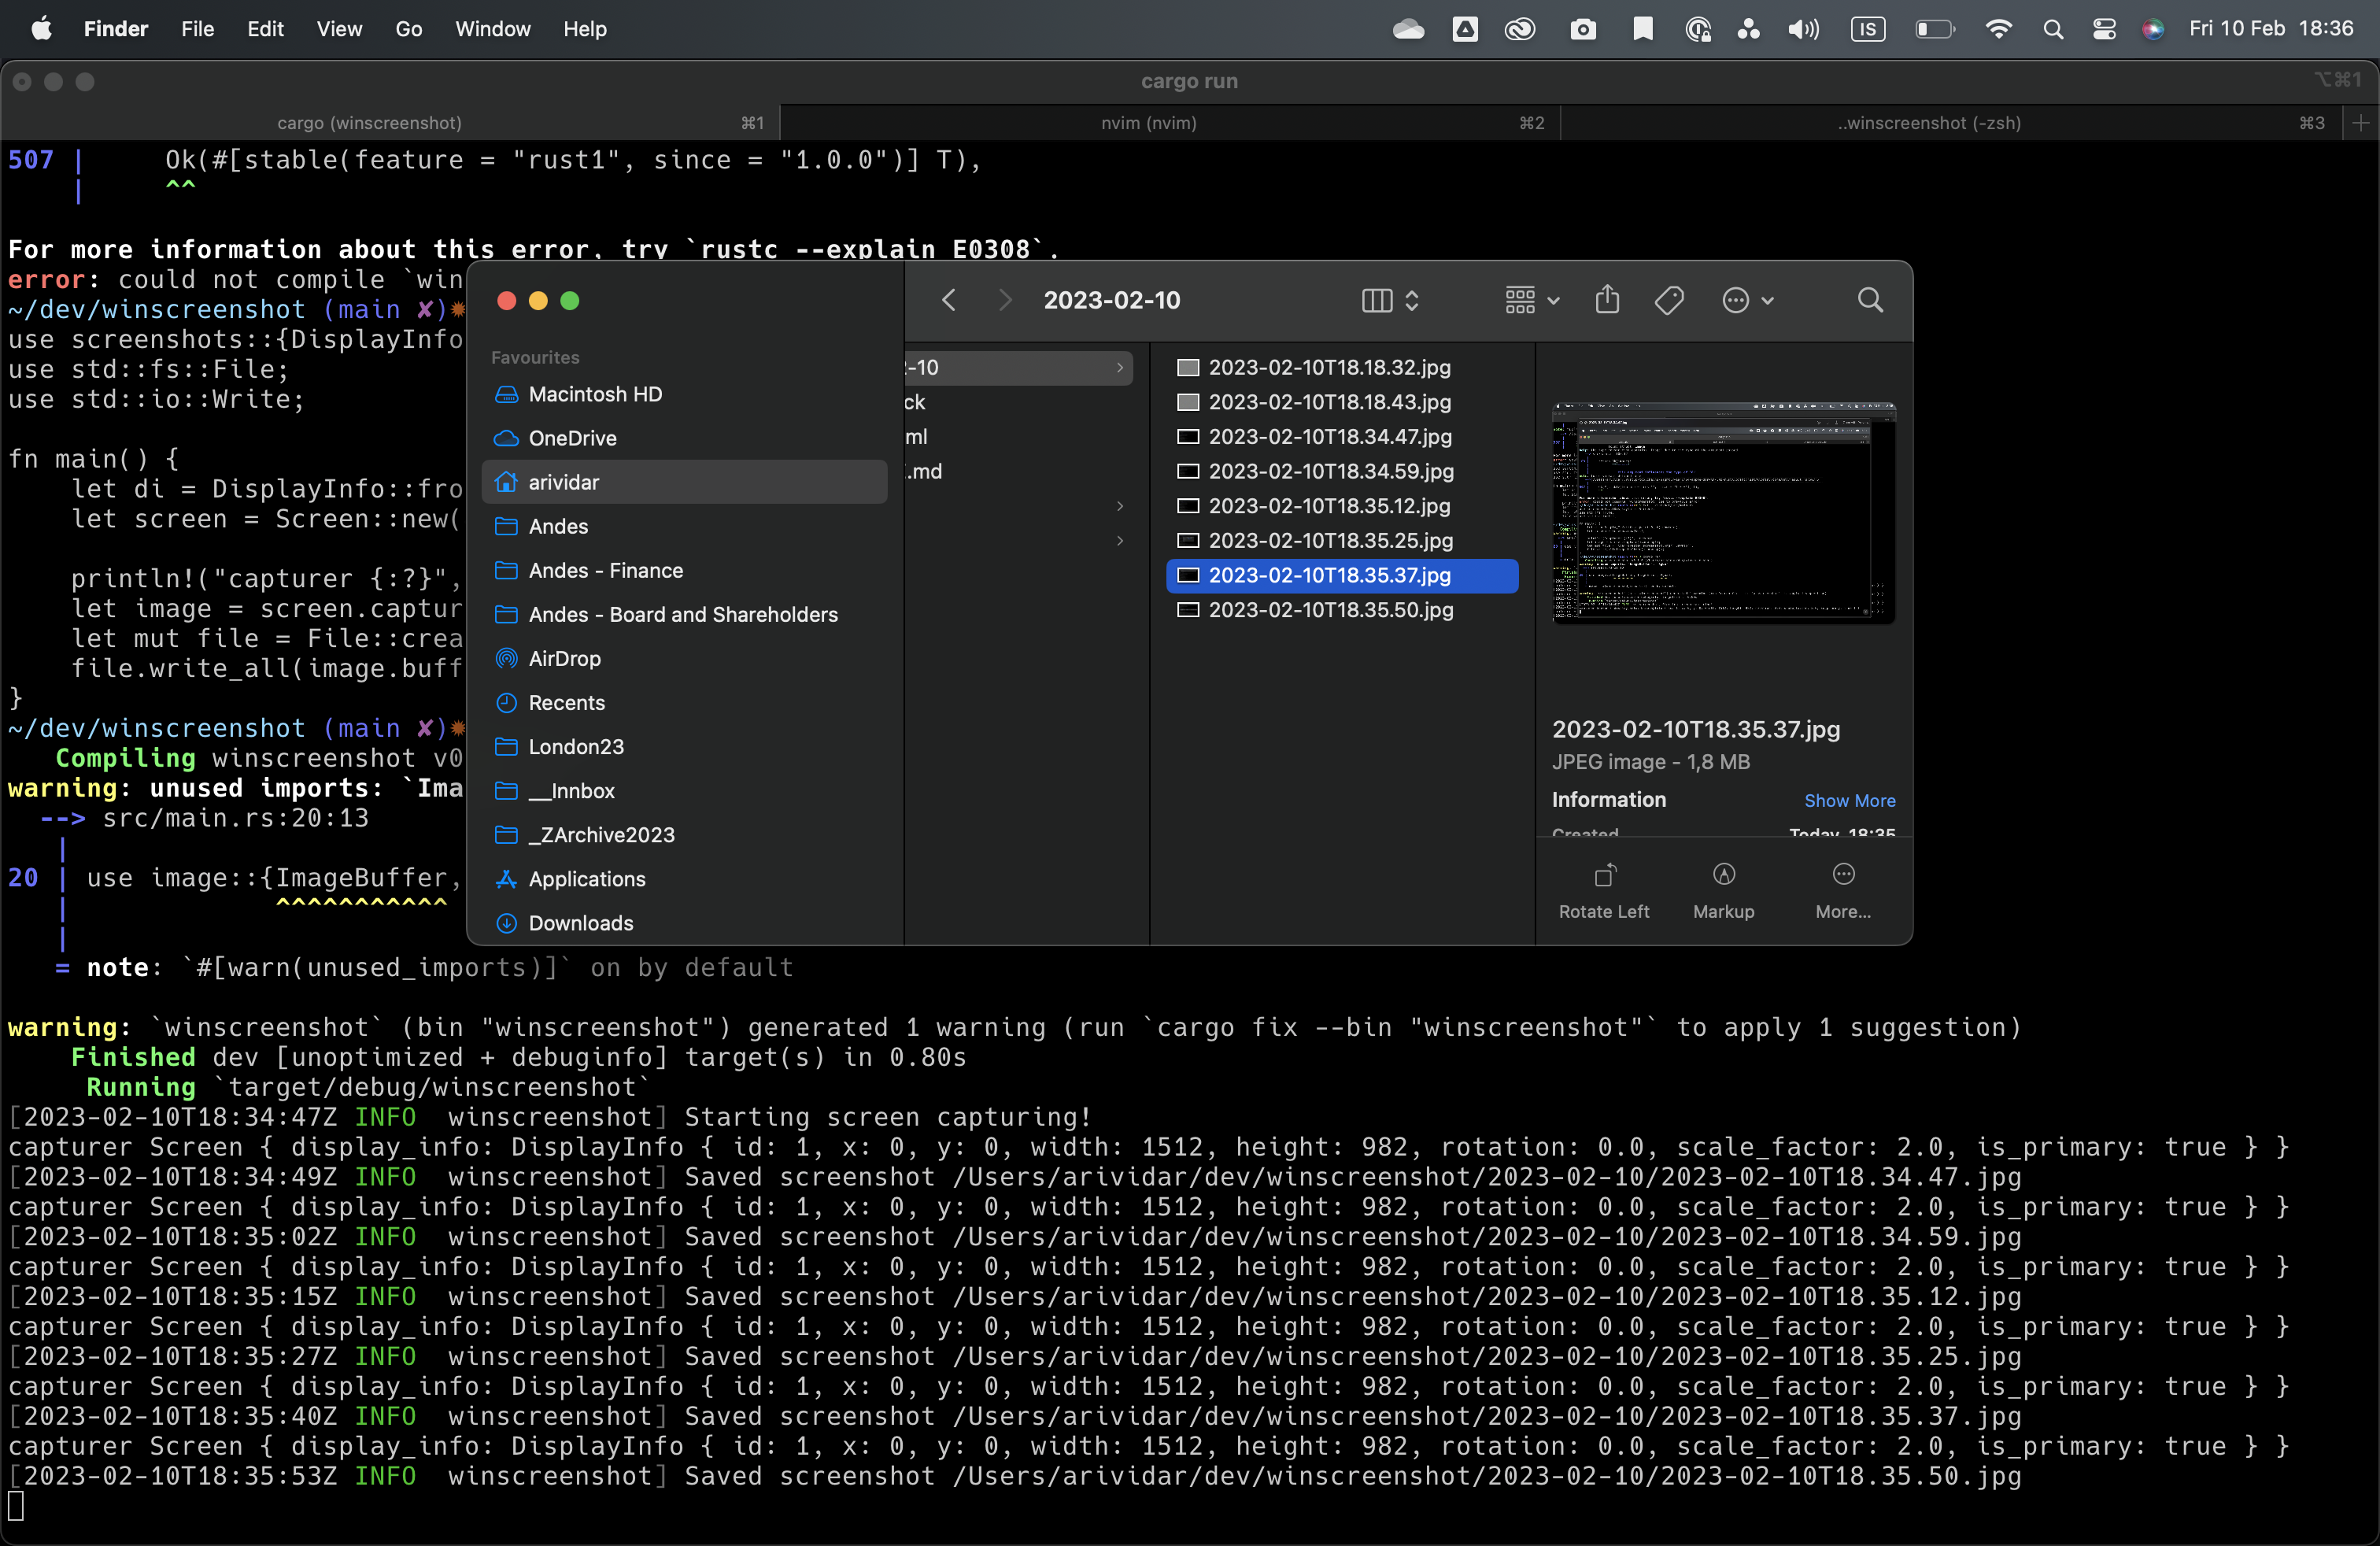 Finder File Edit View Go Window Help IS Fri 10 Feb 18:36
cargo run ⌥⌘1
cargo (winscreenshot) ⌘1 nvim (nvim) ⌘2 ..winscreenshot (-zsh) ⌘3
507 | Ok(#[stable(feature = "rust1", since = "1.0.0")] T),
| ^^
For more information about this error, try `rustc --explain E0308`.
error: could not compile `win
~/dev/winscreenshot (main ✘)✹
use screenshots::{DisplayInfo
use std::fs::File;
use std::io::Write;
fn main() {
let di = DisplayInfo::fro
let screen = Screen::new(
println!("capturer {:?}",
let image = screen.captur
let mut file = File::crea
file.write_all(image.buff
}
~/dev/winscreenshot (main ✘)✹
Compiling winscreenshot v0
warning: unused imports: `Ima
--> src/main.rs:20:13
|
20 | use image::{ImageBuffer,
| ^^^^^^^^^^^
|
= note: `#[warn(unused_imports)]` on by default
warning: `winscreenshot` (bin "winscreenshot") generated 1 warning (run `cargo fix --bin "winscreenshot"` to apply 1 suggestion)
Finished dev [unoptimized + debuginfo] target(s) in 0.80s
Running `target/debug/winscreenshot`
[2023-02-10T18:34:47Z INFO winscreenshot] Starting screen capturing!
capturer Screen { display_info: DisplayInfo { id: 1, x: 0, y: 0, width: 1512, height: 982, rotation: 0.0, scale_factor: 2.0, is_primary: true } }
[2023-02-10T18:34:49Z INFO winscreenshot] Saved screenshot /Users/arividar/dev/winscreenshot/2023-02-10/2023-02-10T18.34.47.jpg
capturer Screen { display_info: DisplayInfo { id: 1, x: 0, y: 0, width: 1512, height: 982, rotation: 0.0, scale_factor: 2.0, is_primary: true } }
[2023-02-10T18:35:02Z INFO winscreenshot] Saved screenshot /Users/arividar/dev/winscreenshot/2023-02-10/2023-02-10T18.34.59.jpg
capturer Screen { display_info: DisplayInfo { id: 1, x: 0, y: 0, width: 1512, height: 982, rotation: 0.0, scale_factor: 2.0, is_primary: true } }
[2023-02-10T18:35:15Z INFO winscreenshot] Saved screenshot /Users/arividar/dev/winscreenshot/2023-02-10/2023-02-10T18.35.12.jpg
capturer Screen { display_info: DisplayInfo { id: 1, x: 0, y: 0, width: 1512, height: 982, rotation: 0.0, scale_factor: 2.0, is_primary: true } }
[2023-02-10T18:35:27Z INFO winscreenshot] Saved screenshot /Users/arividar/dev/winscreenshot/2023-02-10/2023-02-10T18.35.25.jpg
capturer Screen { display_info: DisplayInfo { id: 1, x: 0, y: 0, width: 1512, height: 982, rotation: 0.0, scale_factor: 2.0, is_primary: true } }
[2023-02-10T18:35:40Z INFO winscreenshot] Saved screenshot /Users/arividar/dev/winscreenshot/2023-02-10/2023-02-10T18.35.37.jpg
capturer Screen { display_info: DisplayInfo { id: 1, x: 0, y: 0, width: 1512, height: 982, rotation: 0.0, scale_factor: 2.0, is_primary: true } }
[2023-02-10T18:35:53Z INFO winscreenshot] Saved screenshot /Users/arividar/dev/winscreenshot/2023-02-10/2023-02-10T18.35.50.jpg
2023-02-10
Favourites
Macintosh HD
OneDrive
arividar
Andes
Andes - Finance
Andes - Board and Shareholders
AirDrop
Recents
London23
__Innbox
_ZArchive2023
Applications
Downloads
2-10
ck
ml
.md
2023-02-10T18.18.32.jpg
2023-02-10T18.18.43.jpg
2023-02-10T18.34.47.jpg
2023-02-10T18.34.59.jpg
2023-02-10T18.35.12.jpg
2023-02-10T18.35.25.jpg
2023-02-10T18.35.37.jpg
2023-02-10T18.35.50.jpg
2023-02-10T18.35.37.jpg
JPEG image - 1,8 MB
Information Show More
Created Today, 18:35
Rotate Left Markup More...